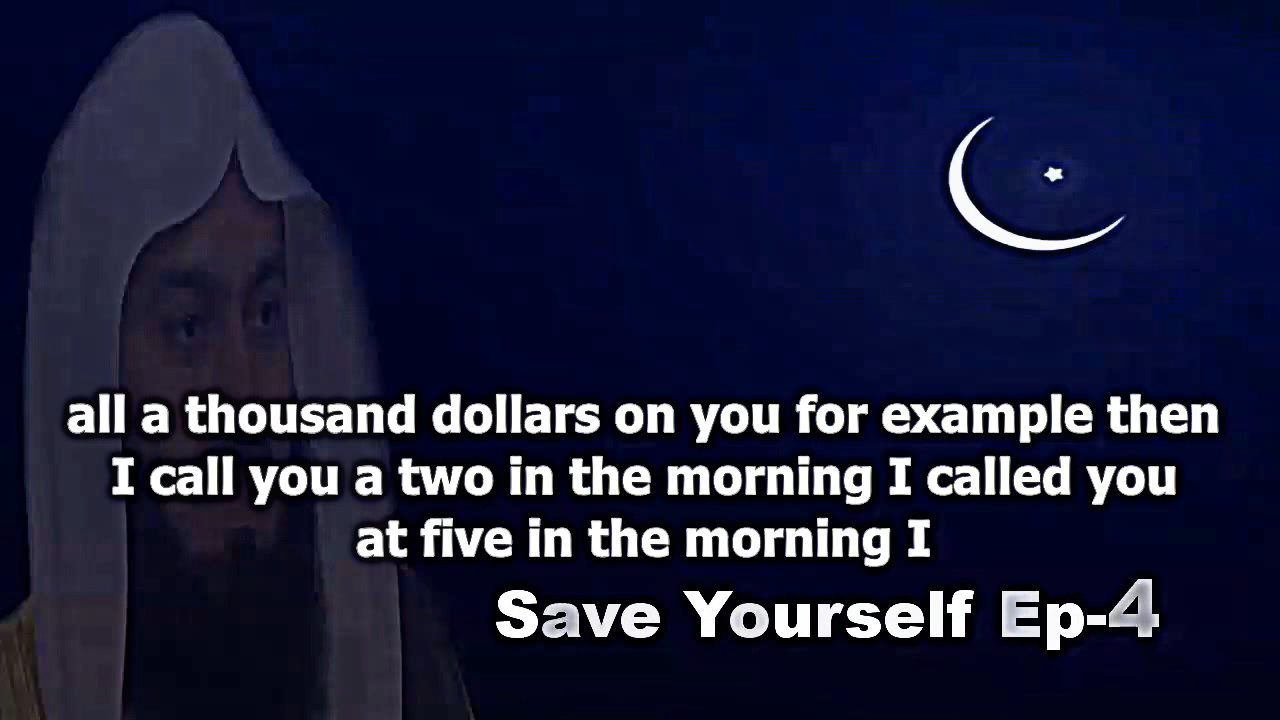 all a thousand dollars on you for example then
I call you a two in the morning I called you
at five in the morning I
Save Yourself Ep-4